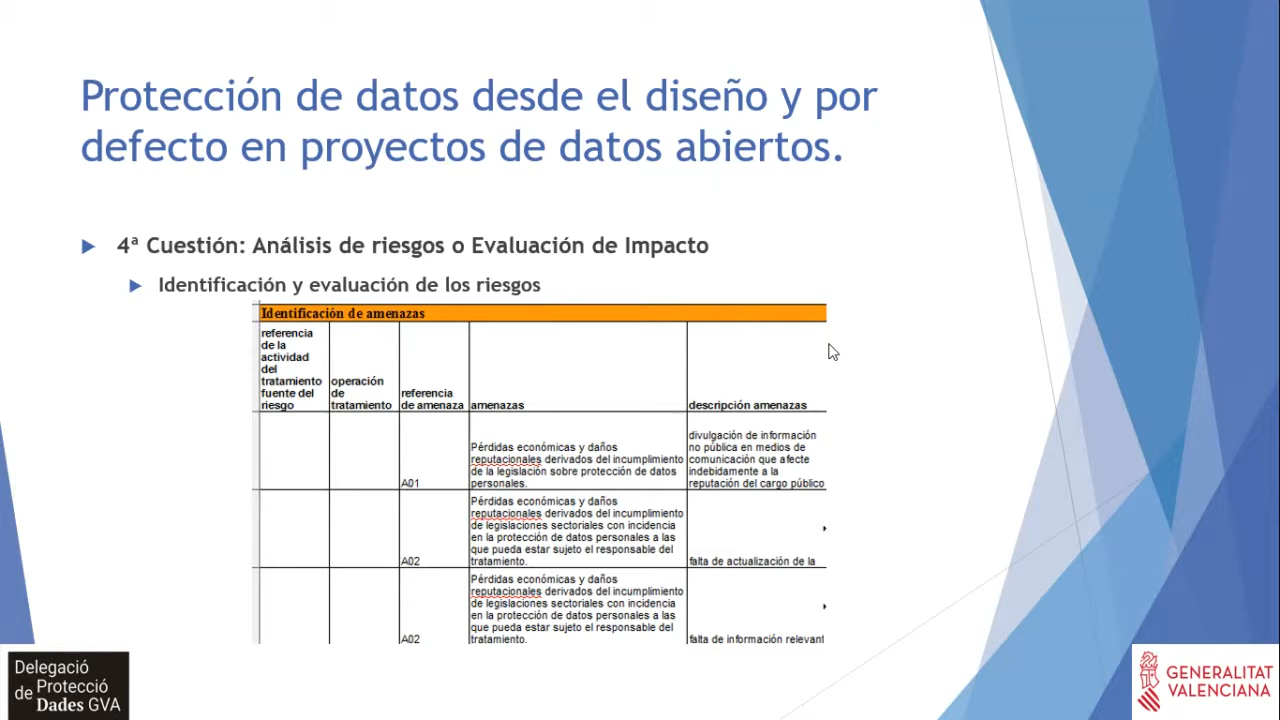 Protección de datos desde el diseño y por
defecto en proyectos de datos abiertos.
4ª Cuestión: Análisis de riesgos o Evaluación de Impacto
Identificación y evaluación de los riesgos
Identificación de amenazas
referencia
de la
actividad
del
tratamiento
fuente del
riesgo
operación
de
tratamiento
referencia
de amenaza
amenazas
descripción amenazas
A01
Pérdidas económicas y daños
reputacionales derivados del incumplimiento
de la legislación sobre protección de datos
personales.
divulgación de información
no pública en medios de
comunicación que afecte
indebidamente a la
reputación del cargo público
A02
Pérdidas económicas y daños
reputacionales derivados del incumplimiento
de legislaciones sectoriales con incidencia
en la protección de datos personales a las
que pueda estar sujeto el responsable del
tratamiento.
falta de actualización de la
A02
Pérdidas económicas y daños
reputacionales derivados del incumplimiento
de legislaciones sectoriales con incidencia
en la protección de datos personales a las
que pueda estar sujeto el responsable del
tratamiento.
falta de información relevant
Delegació
de Protecció
Dades GVA
GENERALITAT
VALENCIANA